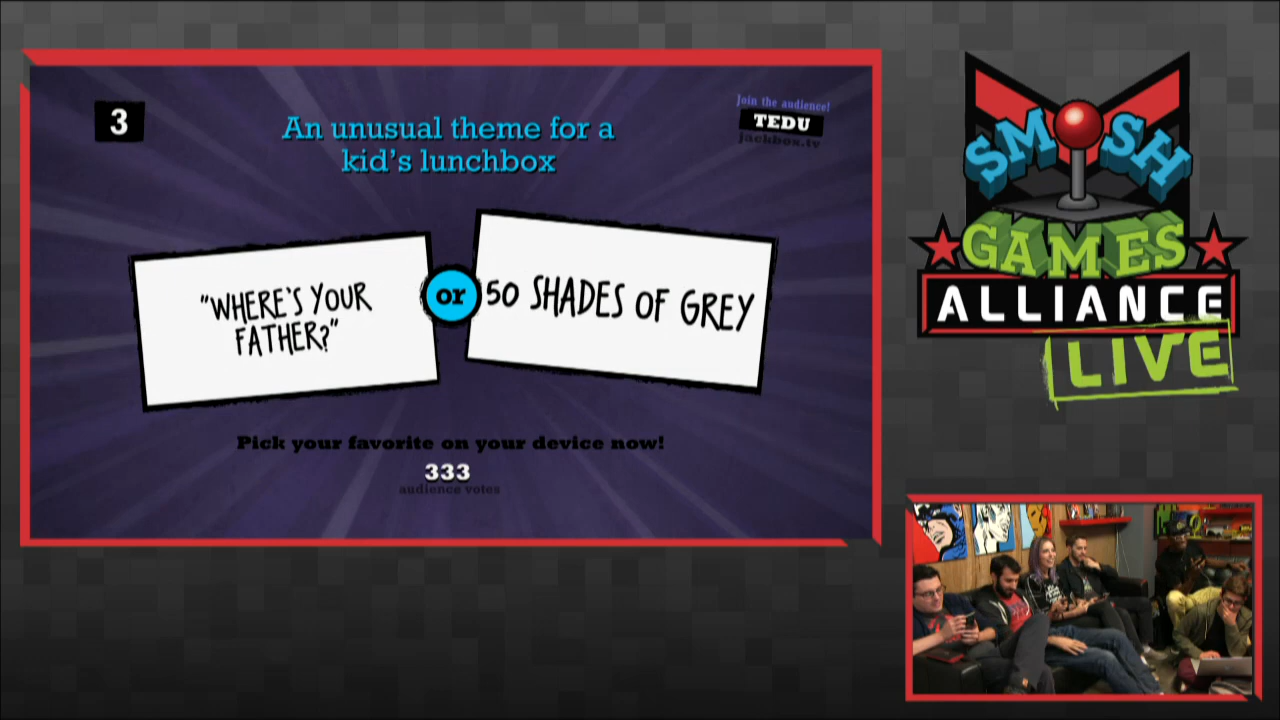 3
An unusual theme for a
kid's lunchbox
Join the audience!
TEDU
jackbox.tv
"WHERE'S YOUR
FATHER?"
or
50 SHADES OF GREY
Pick your favorite on your device now!
333
audience votes
SMOSH
GAMES
ALLIANCE
LIVE